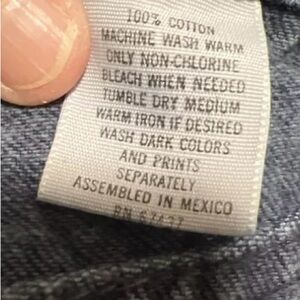 100% COTTON
MACHINE WASH WARM
ONLY NON-CHLORINE
BLEACH WHEN NEEDED
TUMBLE DRY MEDIUM
WARM IRON IF DESIRED
WASH DARK COLORS
AND PRINTS
SEPARATELY
ASSEMBLED IN MEXICO
RN 57437